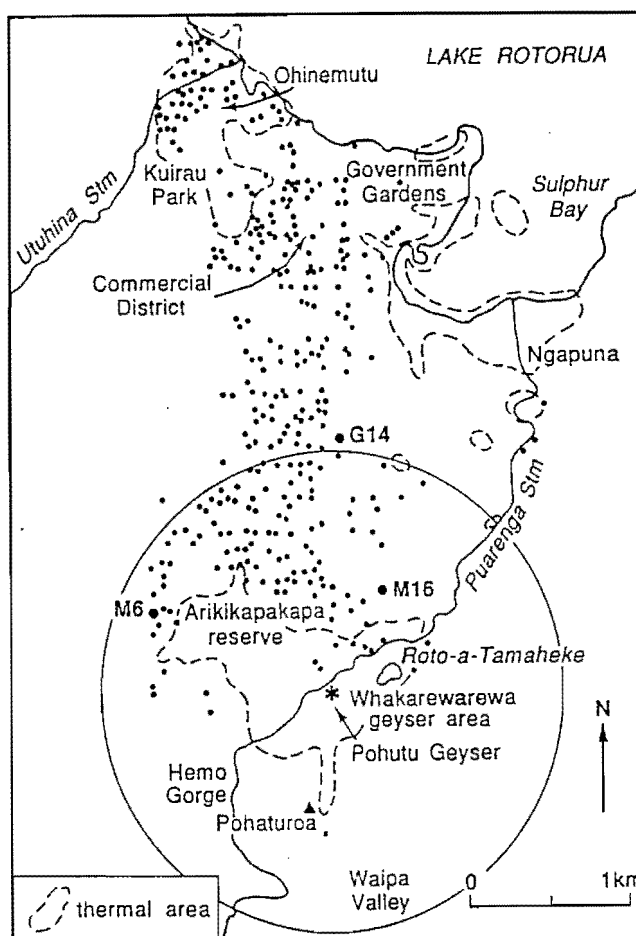 LAKE ROTORUA
Ohinemutu
Kuirau
Park
Government
Gardens
Sulphur
Bay
Utuhina Stm
Commercial
District
Ngapuna
G14
Puarenga Stm
M6
M16
Arikikapakapa
reserve
Roto-a-Tamaheke
Whakarewarewa
geyser area
N
Pohutu Geyser
Hemo
Gorge
Pohaturoa
Waipa
Valley
0
1km
thermal area